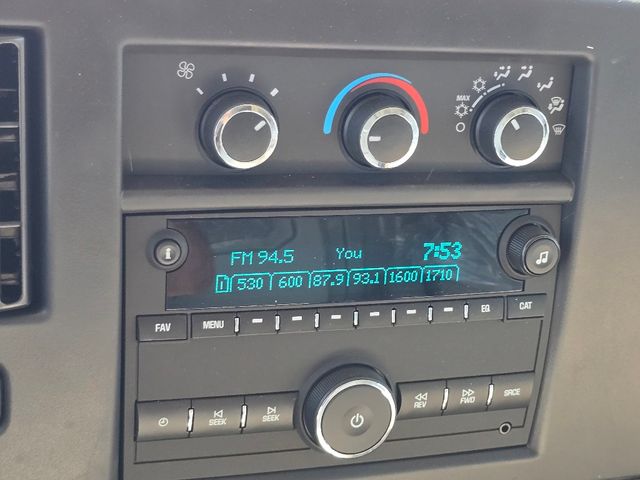 MAX
FM 94.5 You 7:53
1 530 600 87.9 93.1 1600 1710
FAV MENU EQ CAT
SEEK SEEK REV FWD SRCE